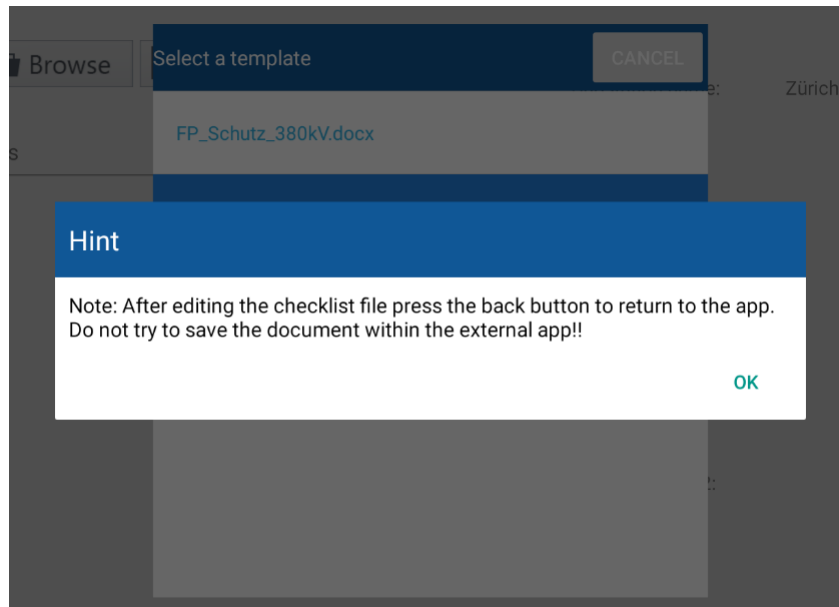 Browse
Select a template
CANCEL
Zürich
FP_Schutz_380kV.docx
s
Hint
Note: After editing the checklist file press the back button to return to the app.
Do not try to save the document within the external app!!
OK